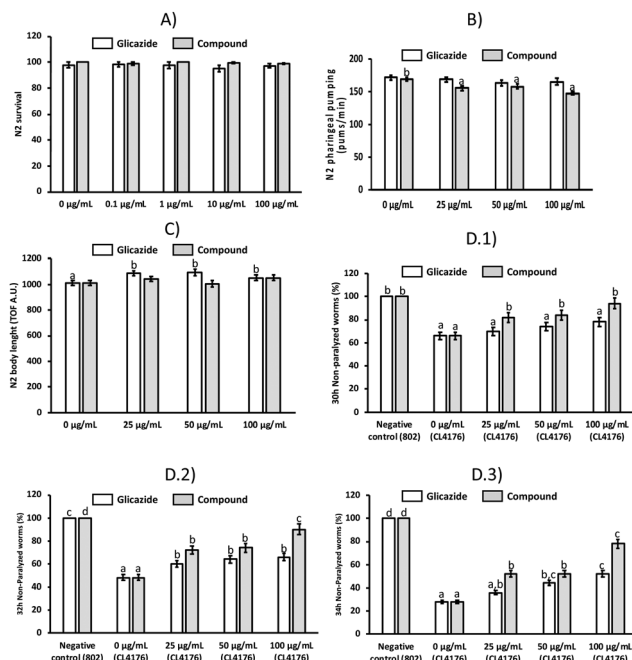 A)
Glicazide Compound
N2 survival
120
100
80
60
40
20
0
0 µg/mL 0.1 µg/mL 1 µg/mL 10 µg/mL 100 µg/mL
B)
Glicazide Compound
N2 pharingeal pumping
(pums/min)
200
150
100
50
0
b a a a
0 µg/mL 25 µg/mL 50 µg/mL 100 µg/mL
C)
Glicazide Compound
N2 body lenght (TOF A.U.)
1200
1000
800
600
400
200
0
a b b b
0 µg/mL 25 µg/mL 50 µg/mL 100 µg/mL
D.1)
Glicazide Compound
30h Non-paralyzed worms (%)
120
100
80
60
40
20
0
b b a a a b a b a b
Negative 0 µg/mL 25 µg/mL 50 µg/mL 100 µg/mL
control (802) (CL4176) (CL4176) (CL4176) (CL4176)
D.2)
Glicazide Compound
32h Non-Paralyzed worms (%)
120
100
80
60
40
20
0
c d a a b b b b b c
Negative 0 µg/mL 25 µg/mL 50 µg/mL 100 µg/mL
control (802) (CL4176) (CL4176) (CL4176) (CL4176)
D.3)
Glicazide Compound
34h Non-Paralyzed worms (%)
120
100
80
60
40
20
0
d d a a a,b b b,c b c c
Negative 0 µg/mL 25 µg/mL 50 µg/mL 100 µg/mL
control (802) (CL4176) (CL4176) (CL4176) (CL4176)